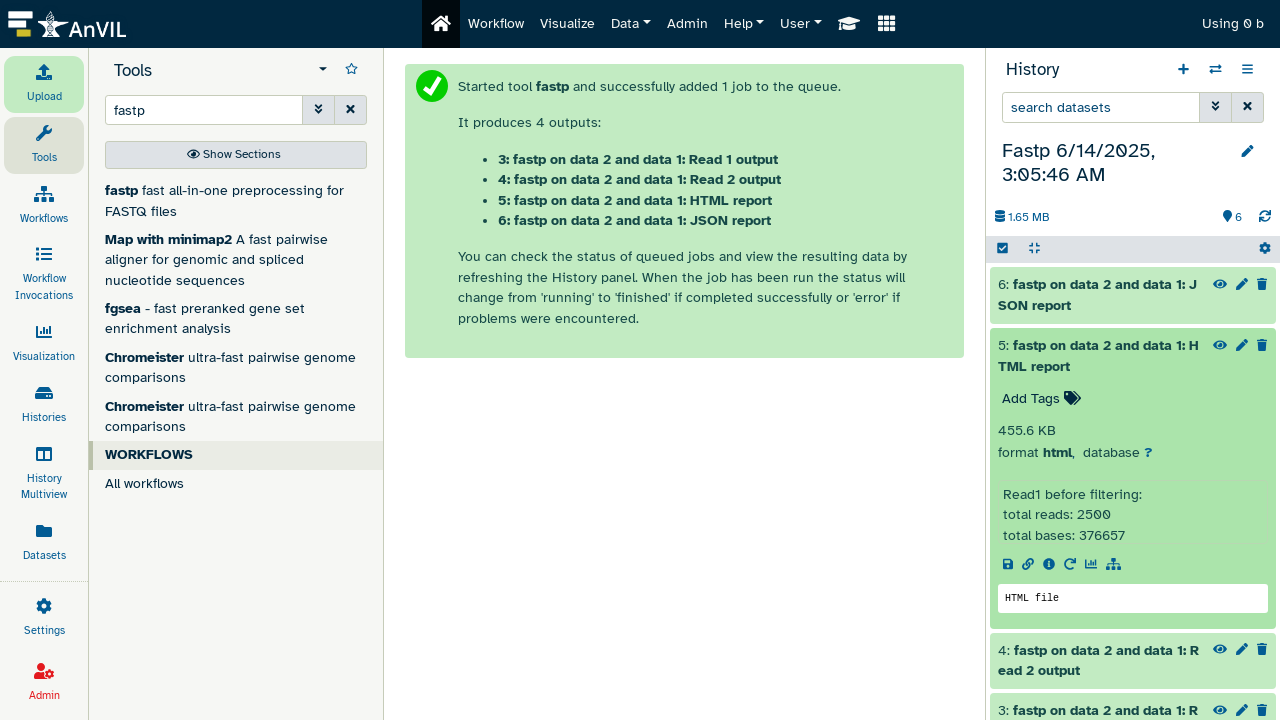 AnVIL
Workflow
Visualize
Data
Admin
Help
User
Using 0 b
Upload
Tools
Workflows
Workflow
Invocations
Visualization
Histories
History
Multiview
Datasets
Settings
Admin
Tools
fastp
Show Sections
fastp fast all-in-one preprocessing for
FASTQ files
Map with minimap2 A fast pairwise
aligner for genomic and spliced
nucleotide sequences
fgsea - fast preranked gene set
enrichment analysis
Chromeister ultra-fast pairwise genome
comparisons
Chromeister ultra-fast pairwise genome
comparisons
WORKFLOWS
All workflows
Started tool fastp and successfully added 1 job to the queue.
It produces 4 outputs:
3: fastp on data 2 and data 1: Read 1 output
4: fastp on data 2 and data 1: Read 2 output
5: fastp on data 2 and data 1: HTML report
6: fastp on data 2 and data 1: JSON report
You can check the status of queued jobs and view the resulting data by
refreshing the History panel. When the job has been run the status will
change from 'running' to 'finished' if completed successfully or 'error' if
problems were encountered.
History
search datasets
Fastp 6/14/2025,
3:05:46 AM
1.65 MB
6
6: fastp on data 2 and data 1: J
SON report
5: fastp on data 2 and data 1: H
TML report
Add Tags
455.6 KB
format html, database ?
Read1 before filtering:
total reads: 2500
total bases: 376657
HTML file
4: fastp on data 2 and data 1: R
ead 2 output
3: fastp on data 2 and data 1: R